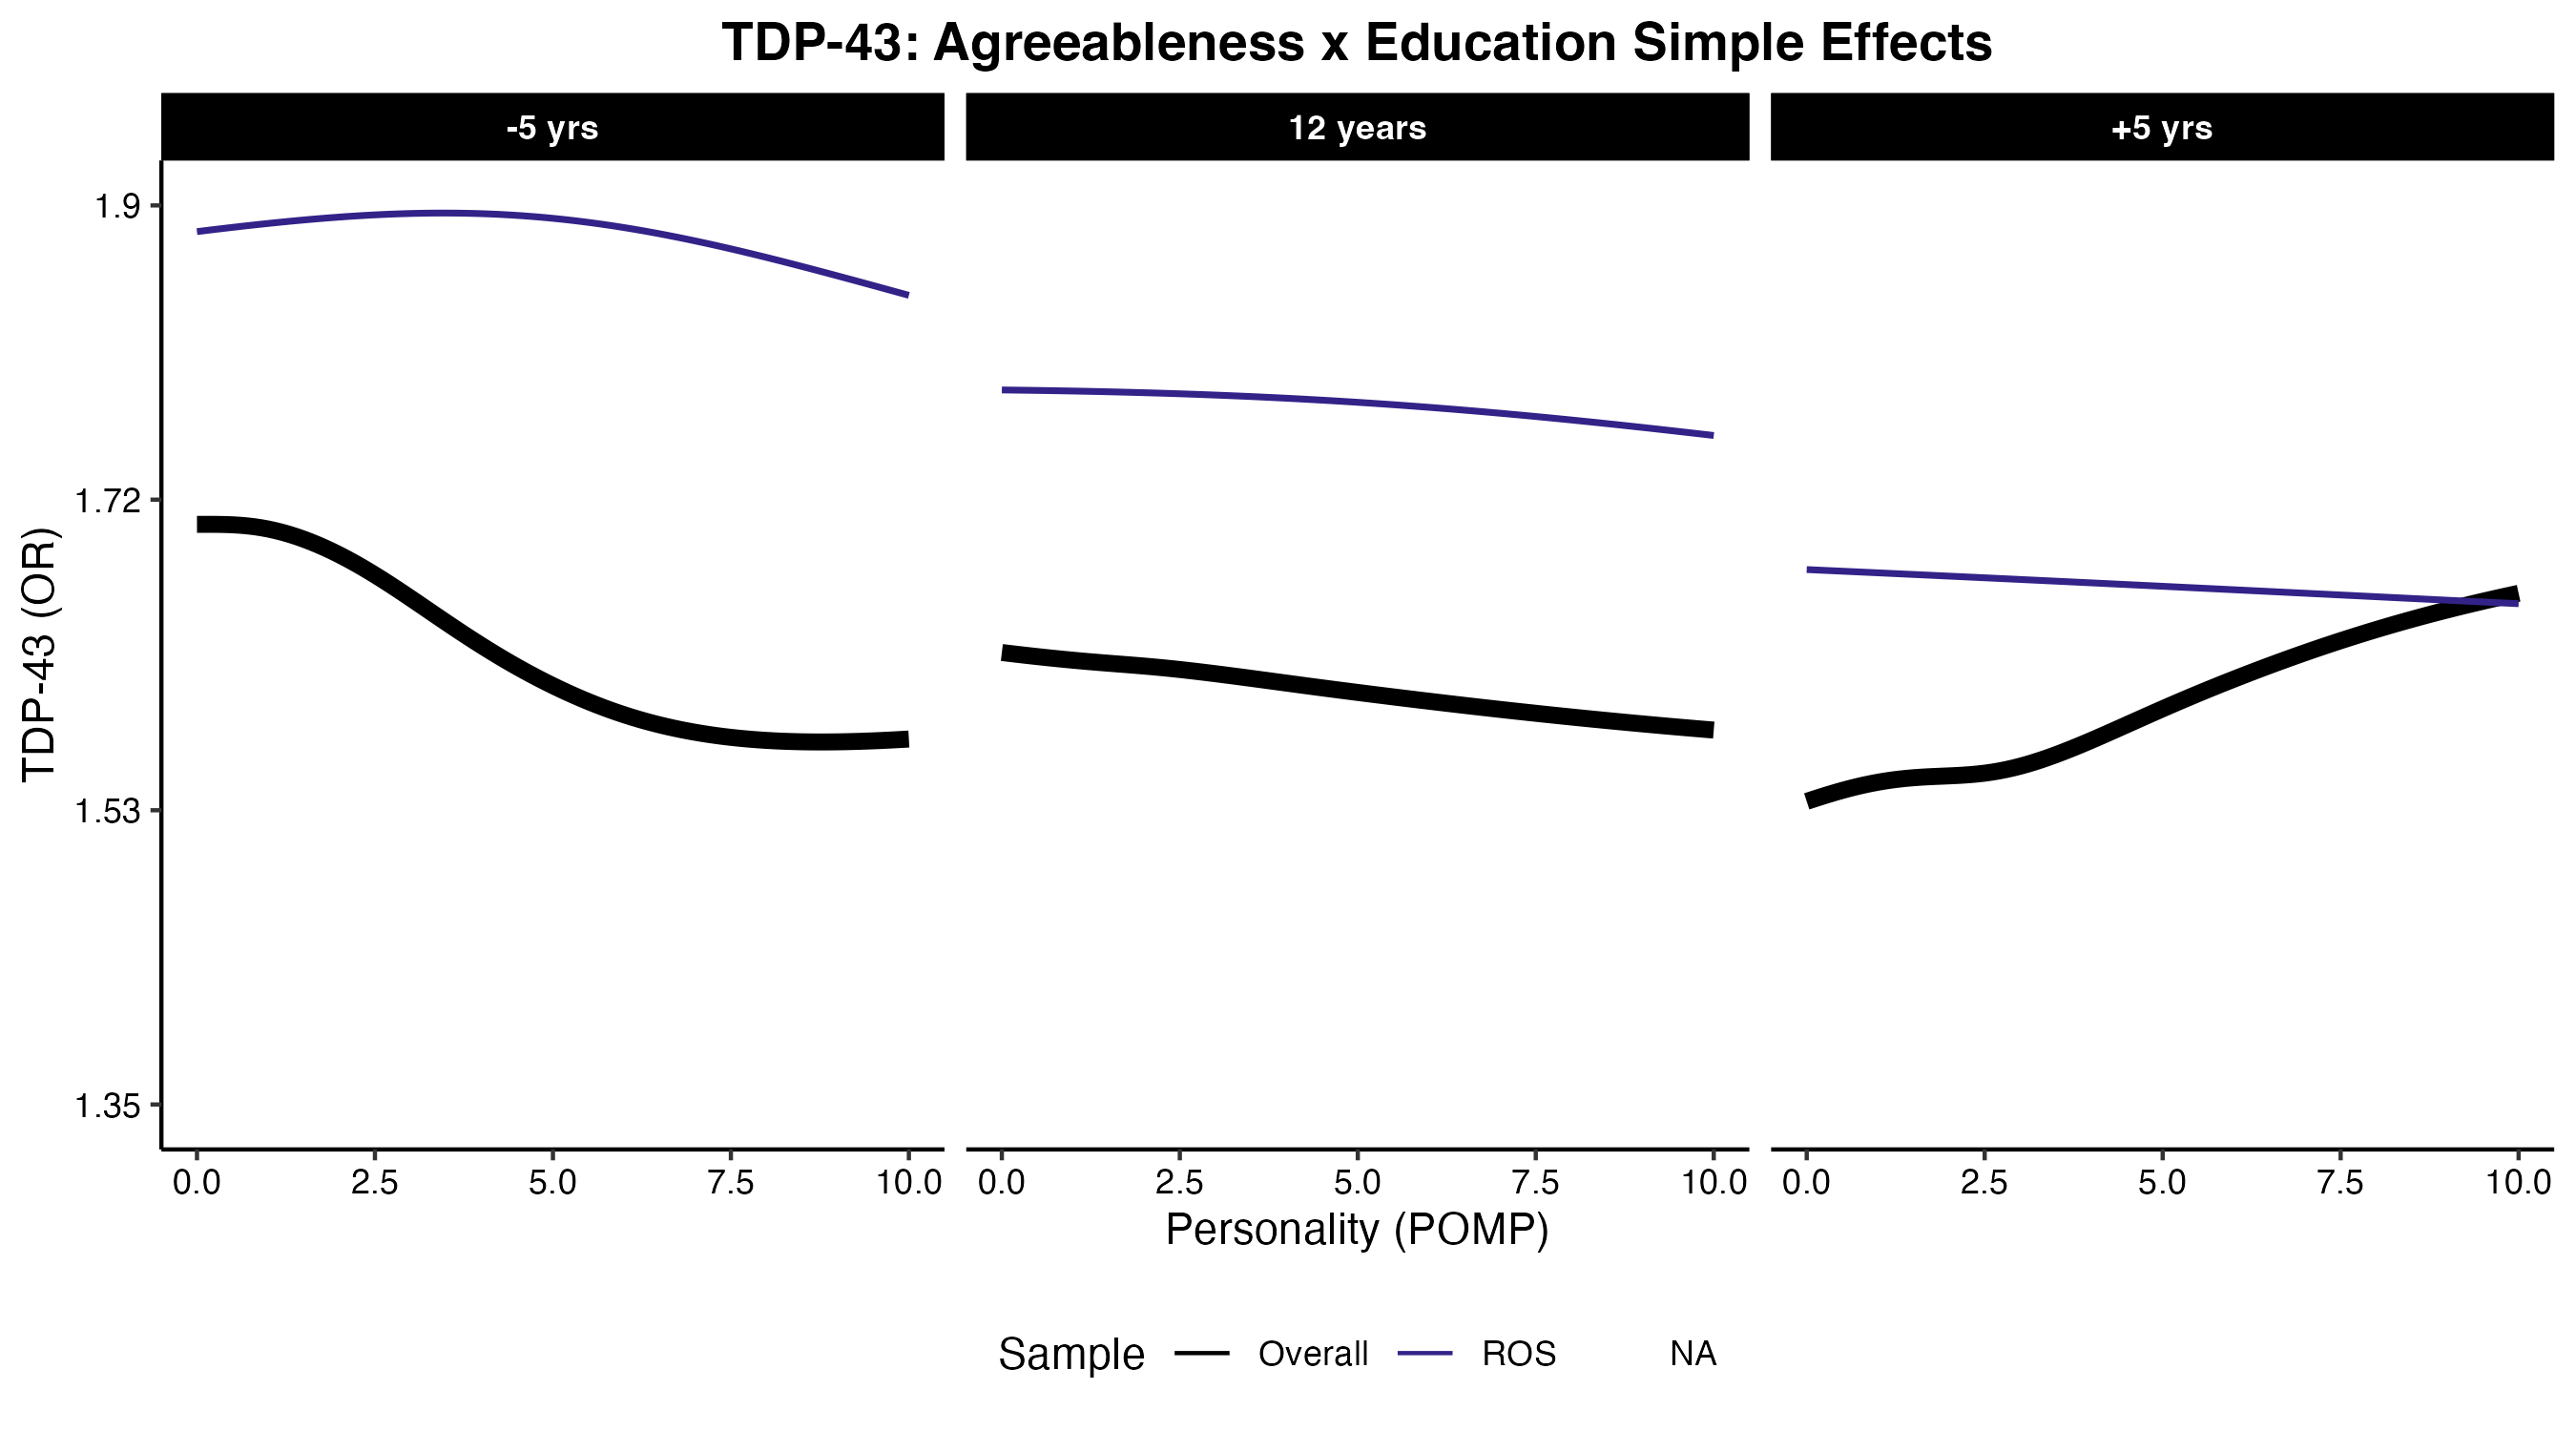 TDP-43: Agreeableness x Education Simple Effects
-5 yrs 12 years +5 yrs
1.9
1.72
1.53
1.35
TDP-43 (OR)
0.0 2.5 5.0 7.5 10.0 0.0 2.5 5.0 7.5 10.0 0.0 2.5 5.0 7.5 10.0
Personality (POMP)
Sample Overall ROS NA